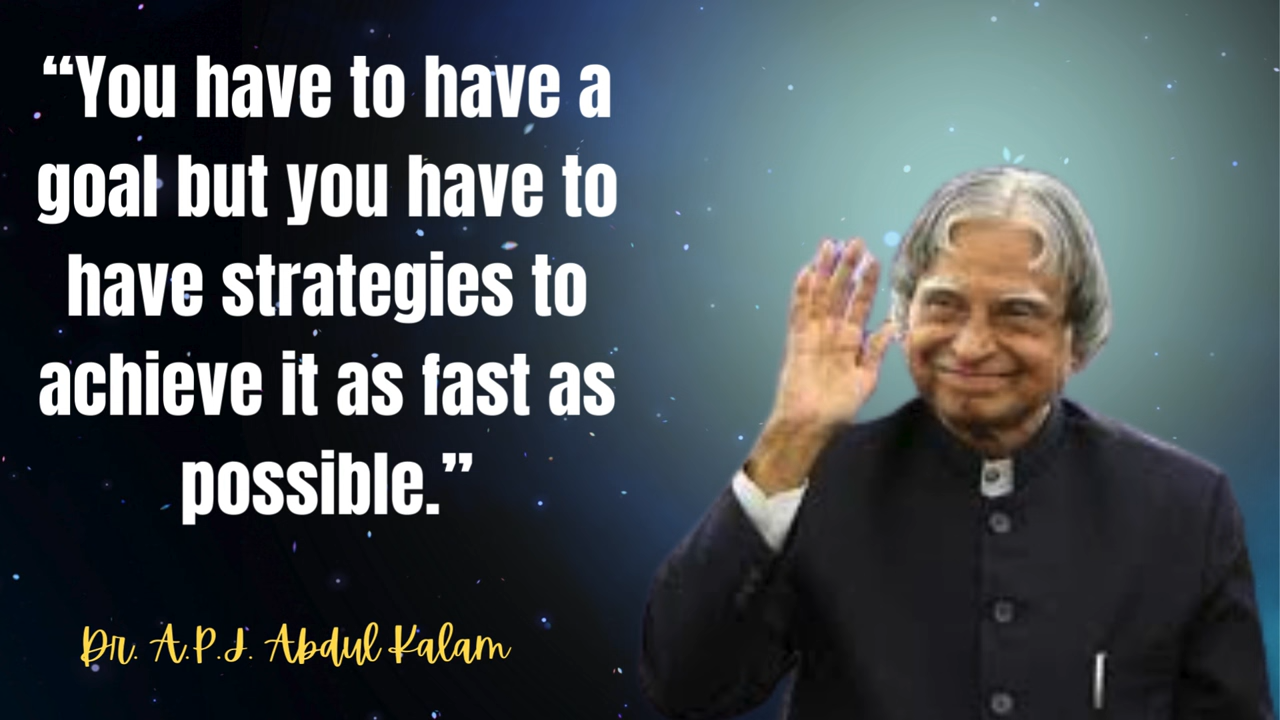 “You have to have a
goal but you have to
have strategies to
achieve it as fast as
possible.”
Dr. A.P.J. Abdul Kalam